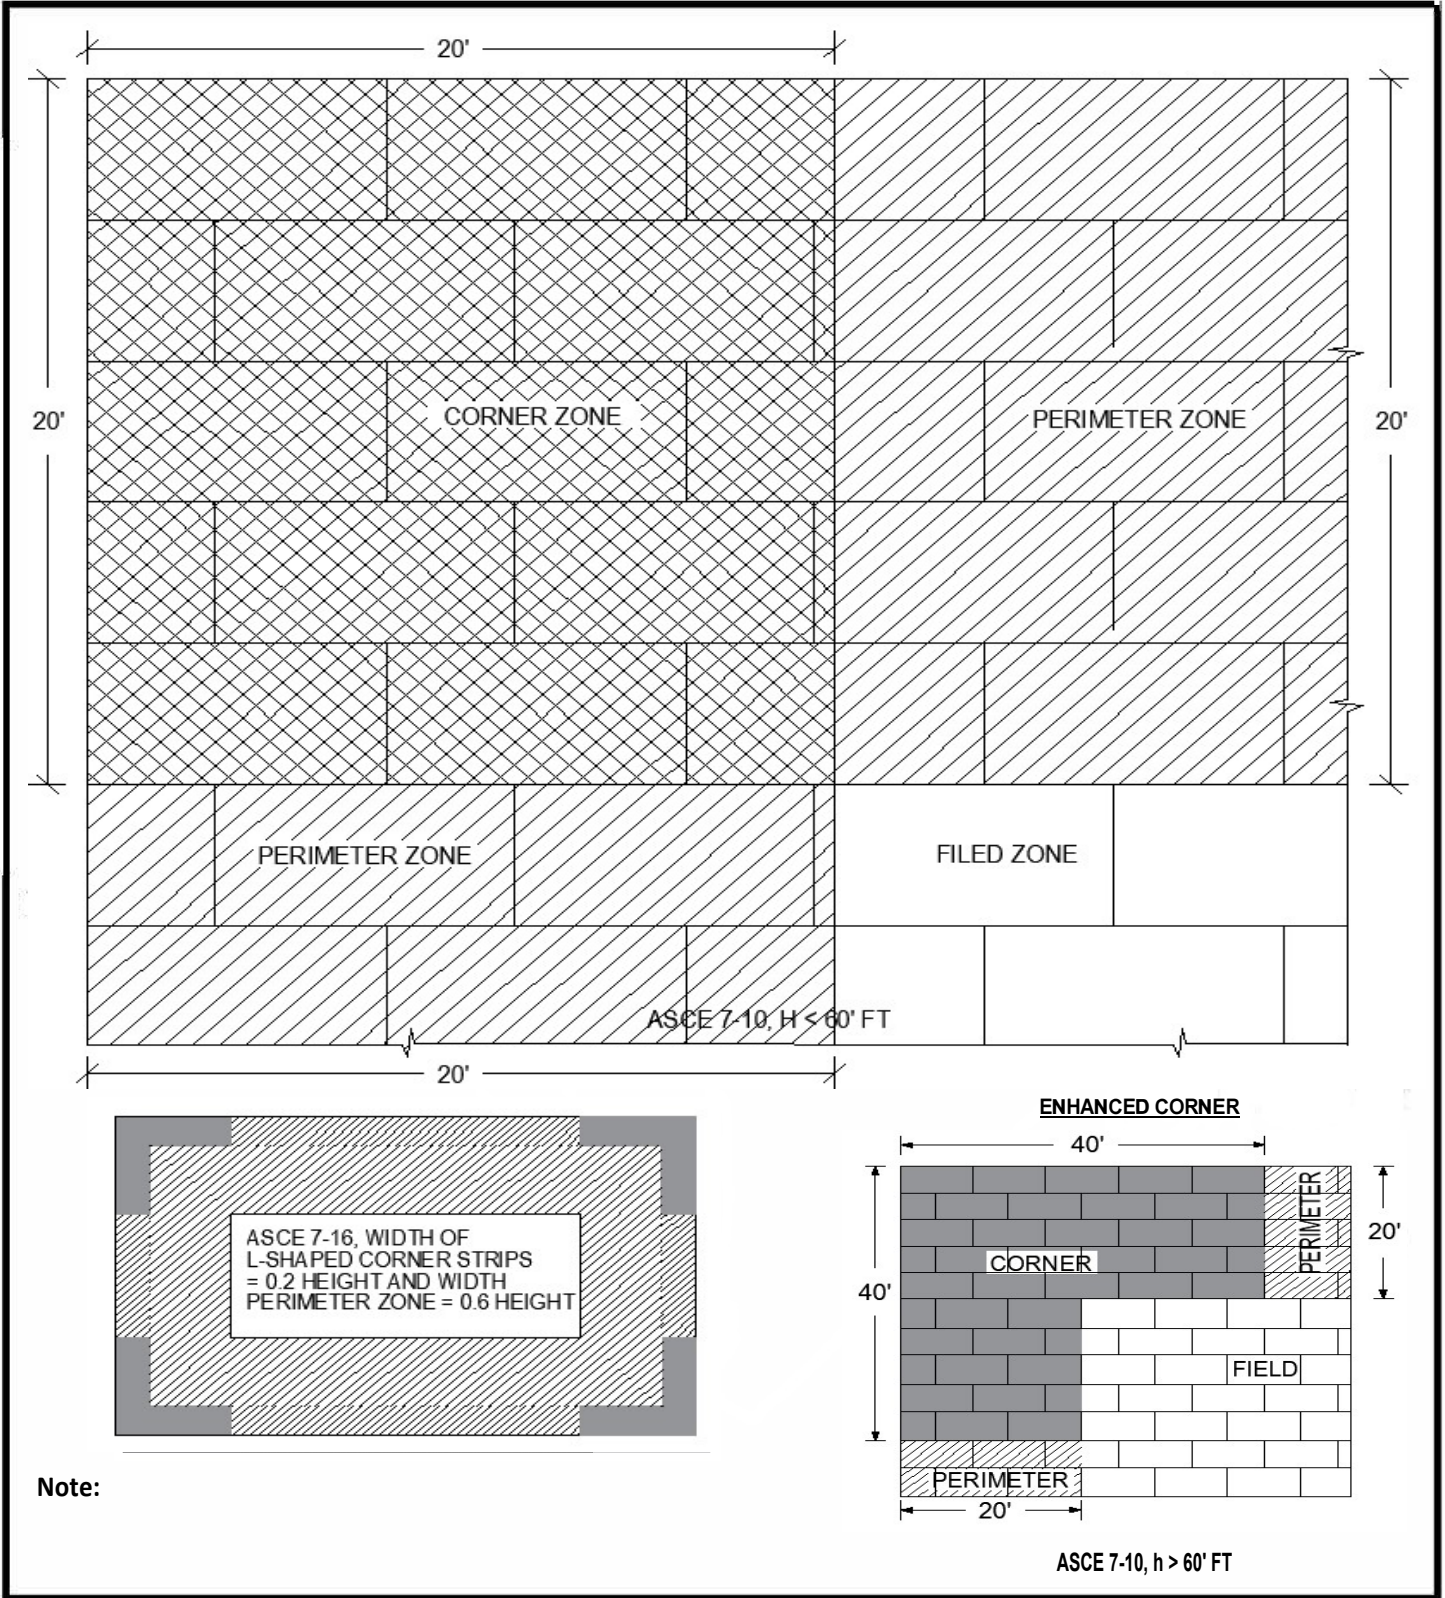 20'
20'
CORNER ZONE
PERIMETER ZONE
20'
PERIMETER ZONE
FILED ZONE
ASCE 7-10, H < 60' FT
20'
ENHANCED CORNER
40'
PERIMETER
20'
CORNER
40'
FIELD
PERIMETER
20'
ASCE 7-10, h > 60' FT
ASCE 7-16, WIDTH OF
L-SHAPED CORNER STRIPS
= 0.2 HEIGHT AND WIDTH
PERIMETER ZONE = 0.6 HEIGHT
Note: